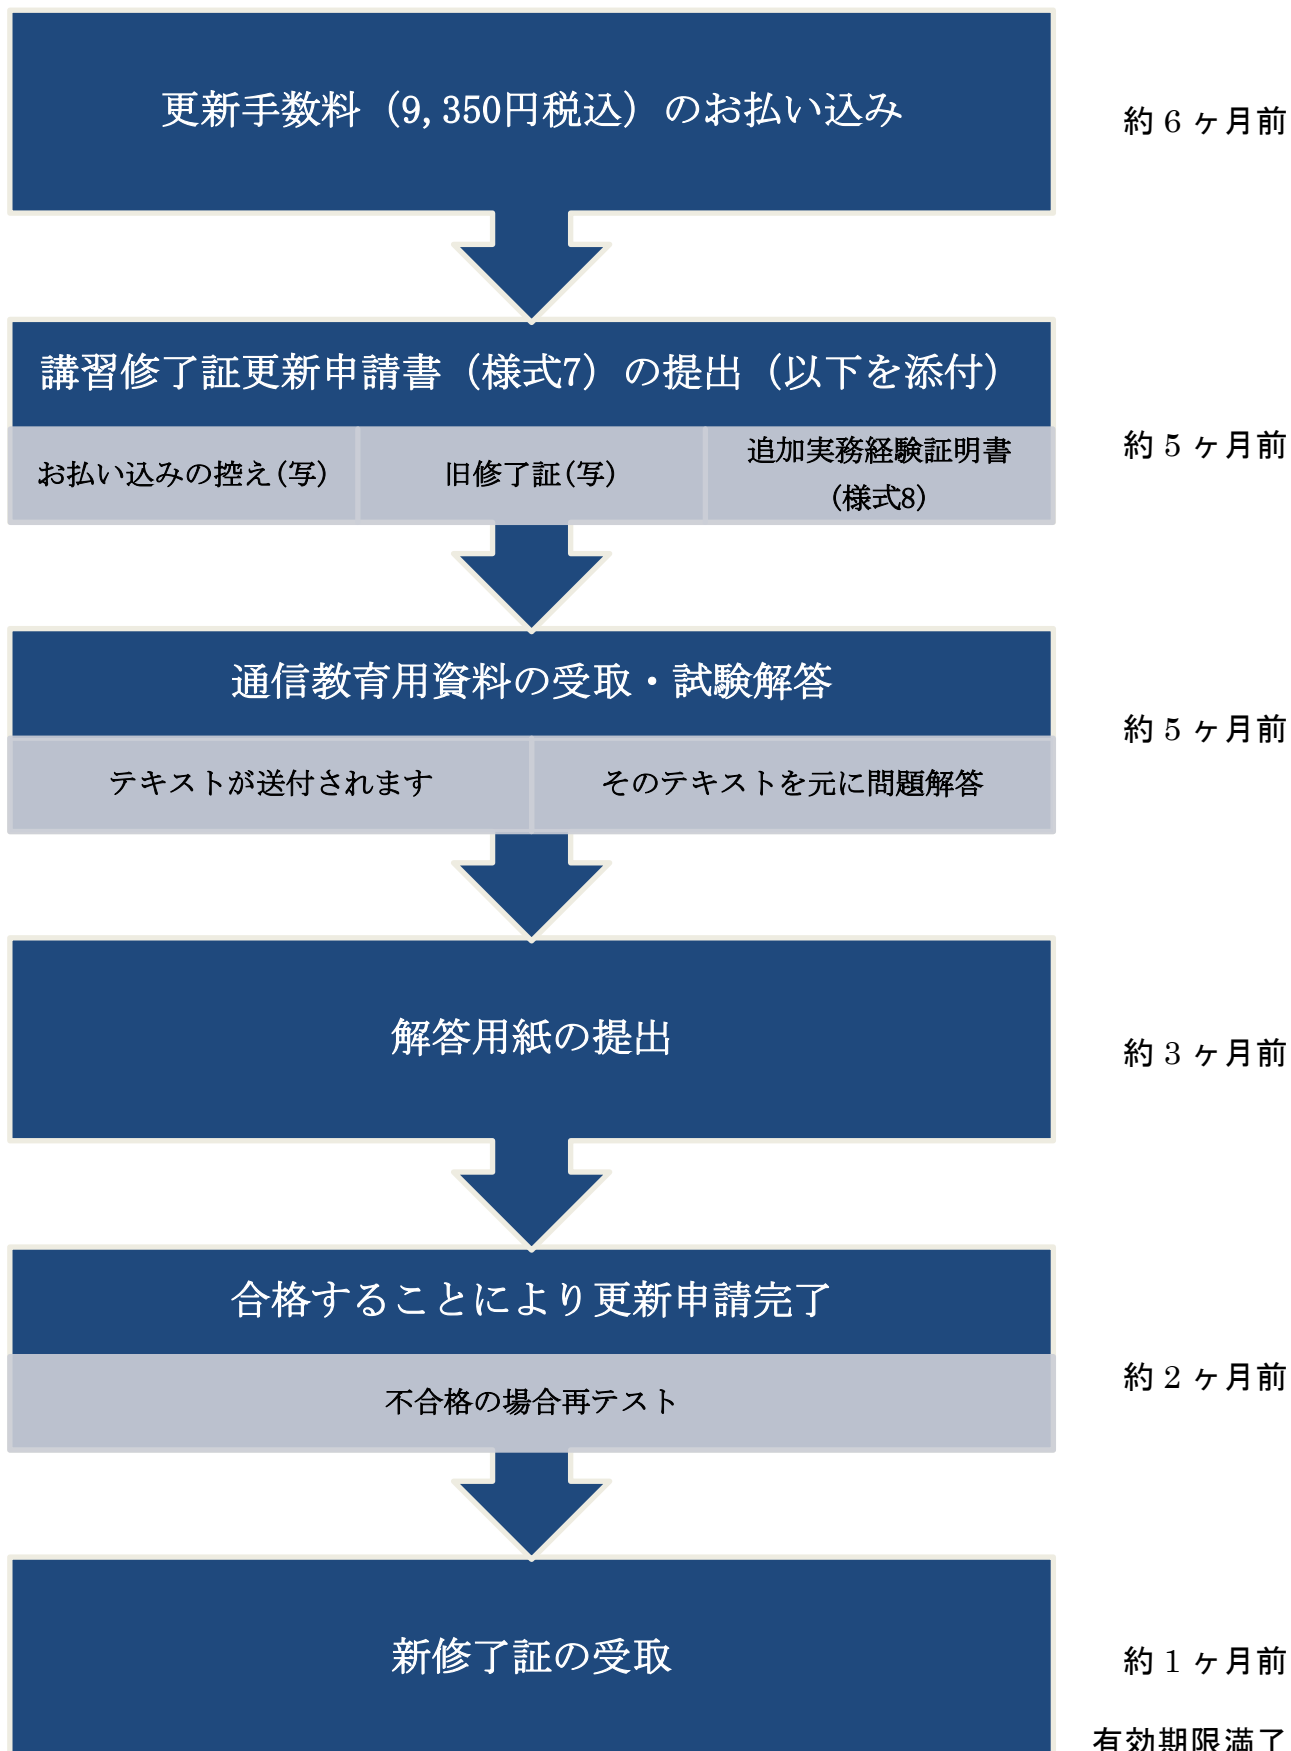 更新手数料（9,350円税込）のお払い込み
約 6 ヶ月前
講習修了証更新申請書（様式7）の提出（以下を添付）
約 5 ヶ月前
お払い込みの控え(写)
旧修了証(写)
追加実務経験証明書
（様式8）
通信教育用資料の受取・試験解答
約 5 ヶ月前
テキストが送付されます
そのテキストを元に問題解答
解答用紙の提出
約 3 ヶ月前
合格することにより更新申請完了
約 2 ヶ月前
不合格の場合再テスト
新修了証の受取
約 1 ヶ月前
有効期限満了